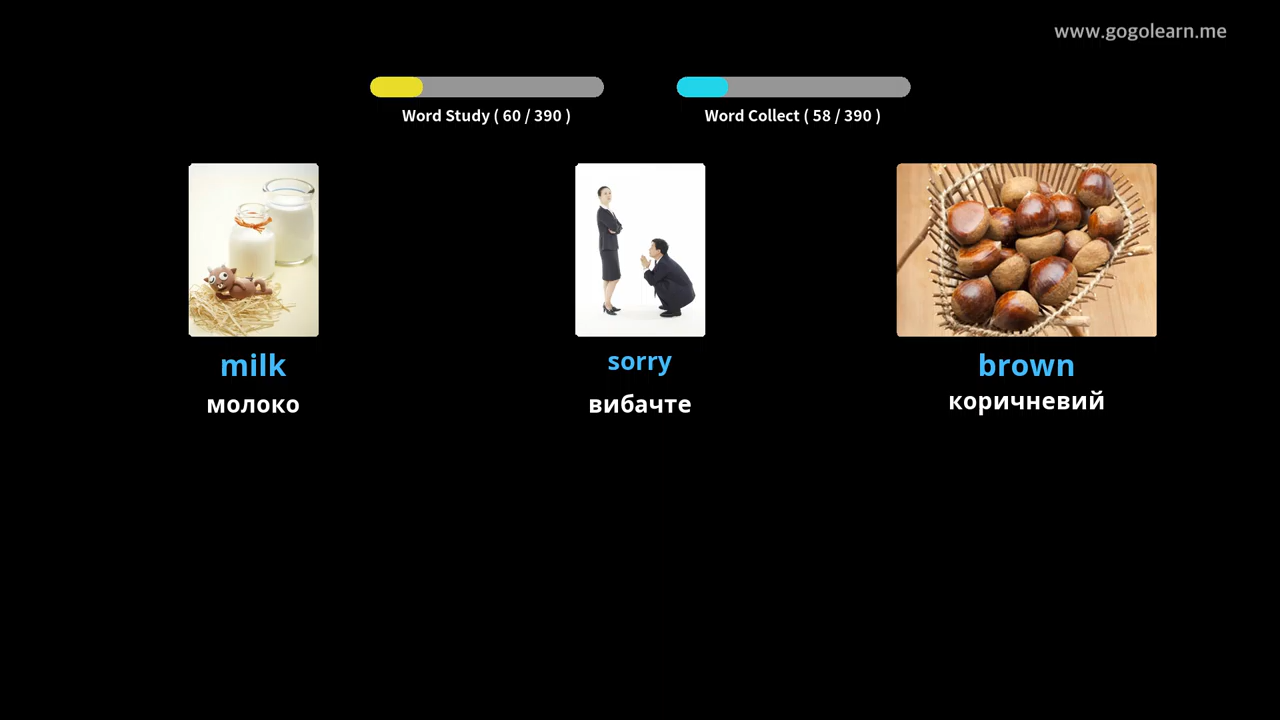 www.gogolearn.me
Word Study ( 60 / 390 )
Word Collect ( 58 / 390 )
milk
молоко
sorry
вибачте
brown
коричневий